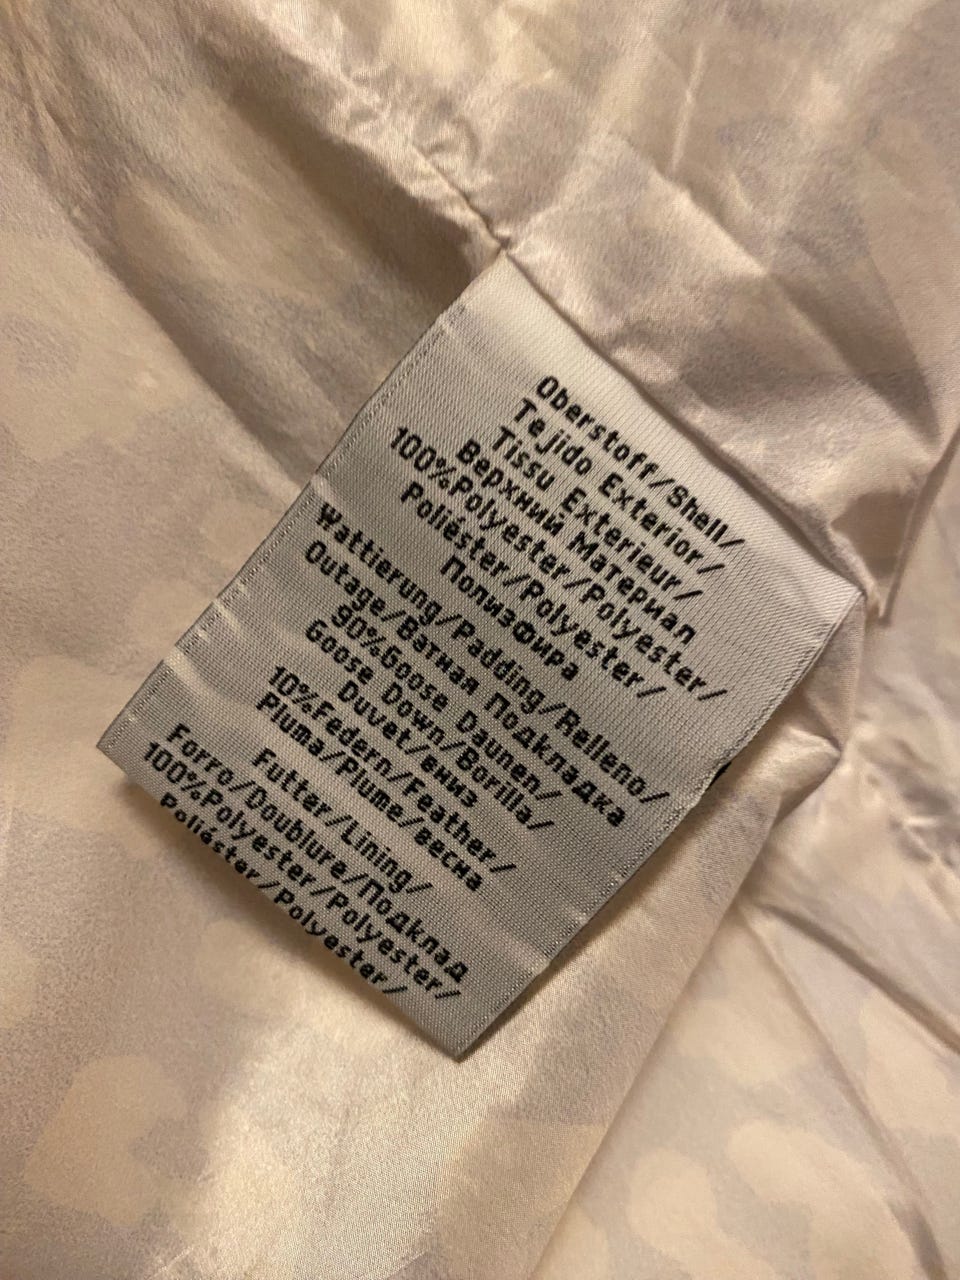 Oberstoff/Shell/
Tejido Exterior/
Tissu Exterieur/
Верхний Материал
100%Polyester/Polyester/
Poliéster/Polyester/
Полиэфира
Wattierung/Padding/Relleno/
Outage/Ватная Подкладка
90%Goose Daunen/
Goose Down/Borilla/
Duvet/вниз
10%Federn/Feather/
Pluma/Plume/весна
Futter/Lining/
Forro/Doublure/Подклад
100%Polyester/Polyester/
Poliéster/Polyester/